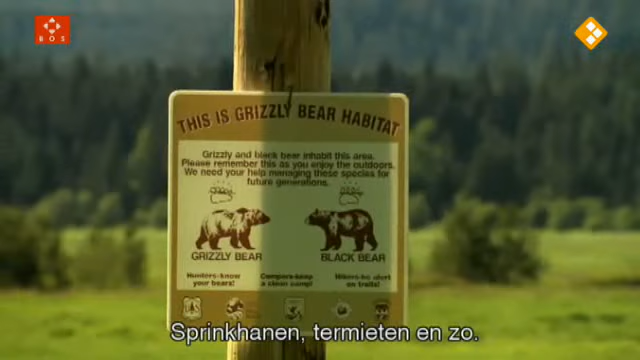 BOS
THIS IS GRIZZLY BEAR HABITAT
Grizzly and black bear inhabit this area.
Please remember this as you enjoy the outdoors.
We need your help managing these species for
future generations.
GRIZZLY BEAR
BLACK BEAR
Hunters-know
your bears!
Campers-keep
a clean camp!
Hikers-be alert
on trails!
Sprinkhanen, termieten en zo.